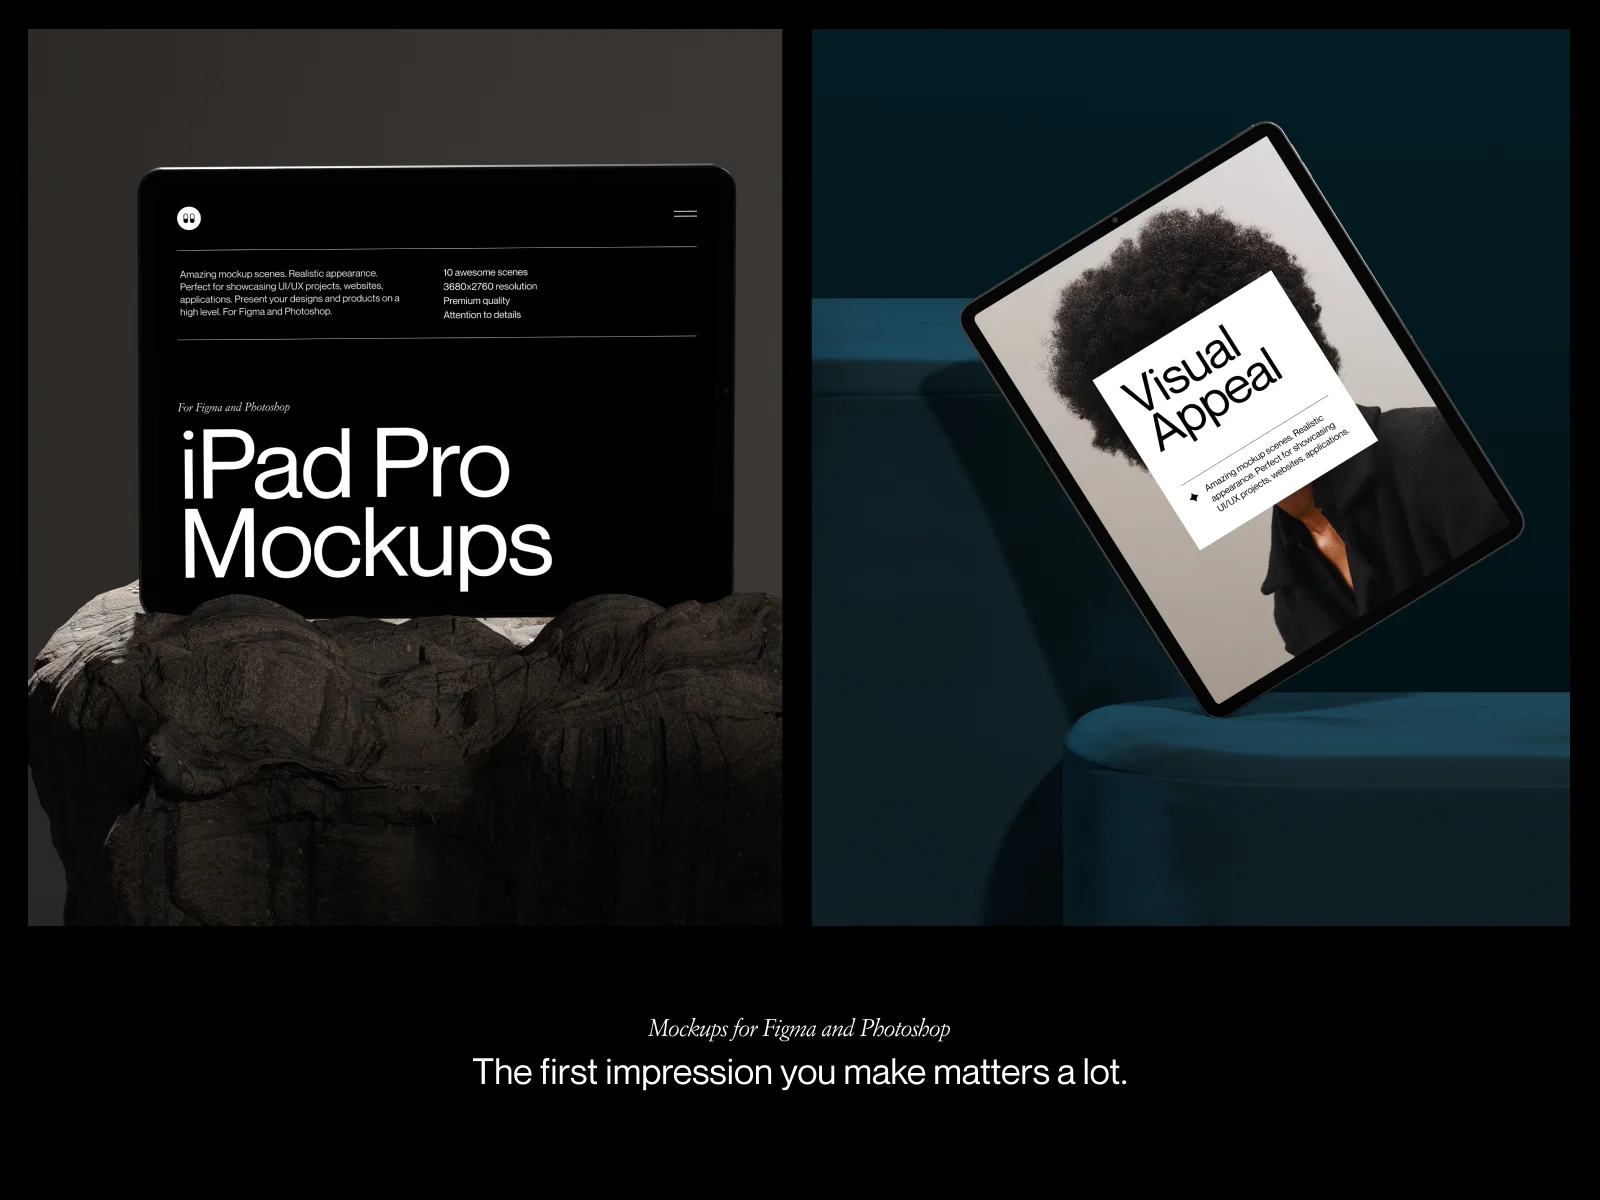 Amazing mockup scenes. Realistic appearance.
Perfect for showcasing UI/UX projects, websites,
applications. Present your designs and products on a
high level. For Figma and Photoshop.
10 awesome scenes
3680x2760 resolution
Premium quality
Attention to details
For Figma and Photoshop
iPad Pro
Mockups
Visual
Appeal
Amazing mockup scenes. Realistic
appearance. Perfect for showcasing
UI/UX projects, websites, applications.
Mockups for Figma and Photoshop
The first impression you make matters a lot.